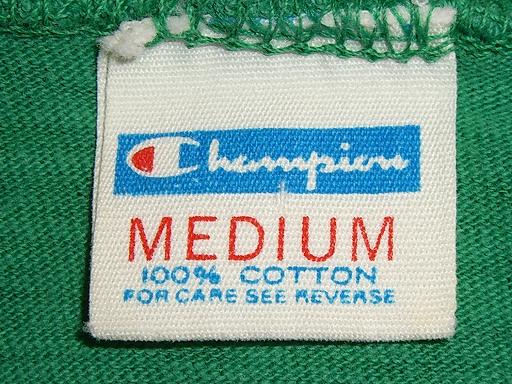 Champion
MEDIUM
100% COTTON
FOR CARE SEE REVERSE